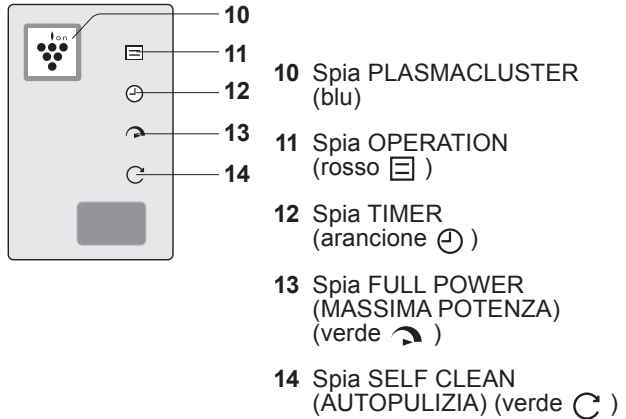 10
11
12
13
14
Ion
10 Spia PLASMACLUSTER
(blu)
11 Spia OPERATION
(rosso )
12 Spia TIMER
(arancione )
13 Spia FULL POWER
(MASSIMA POTENZA)
(verde )
14 Spia SELF CLEAN
(AUTOPULIZIA) (verde )